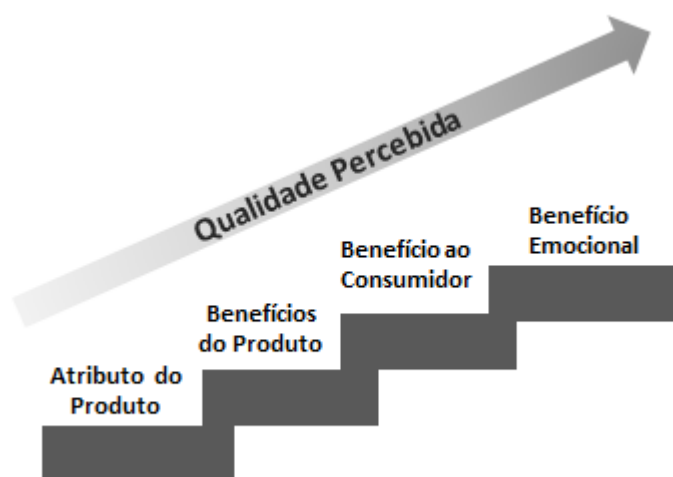 Qualidade Percebida
Benefício
Emocional
Benefício ao
Consumidor
Benefícios
do Produto
Atributo do
Produto